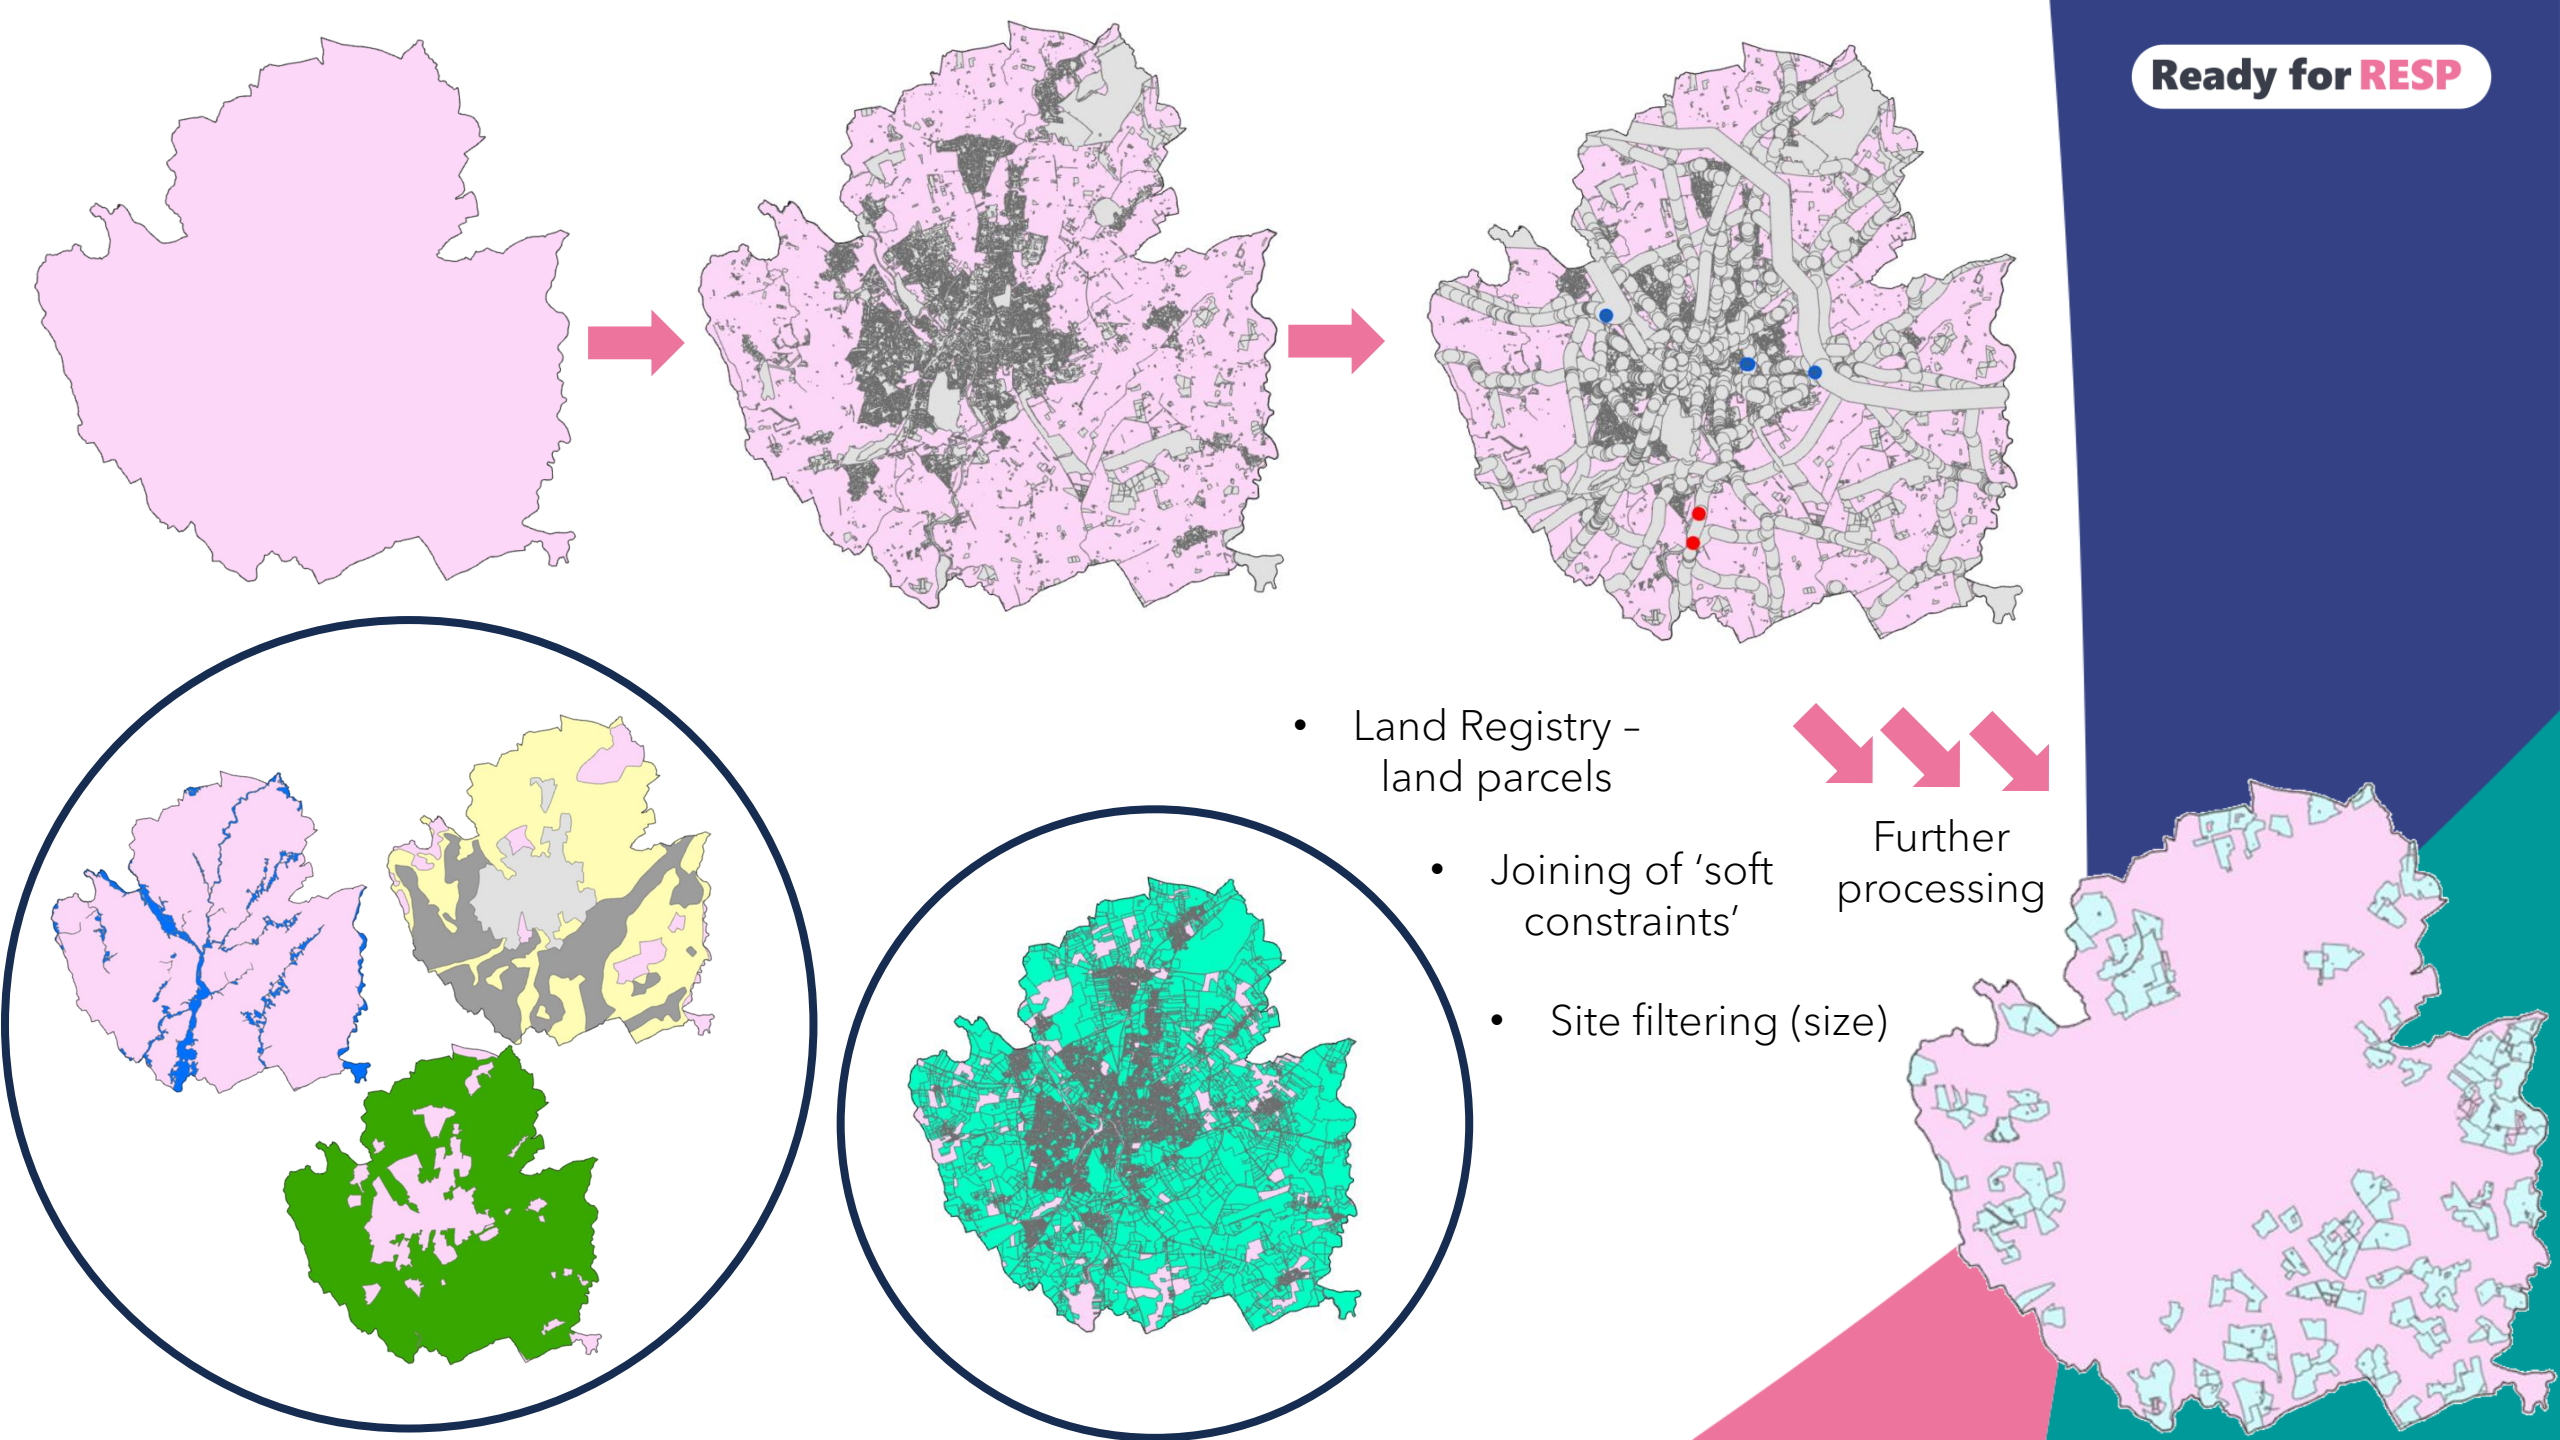 Ready for RESP
• Land Registry –
land parcels
• Joining of ‘soft
constraints’
• Site filtering (size)
Further
processing